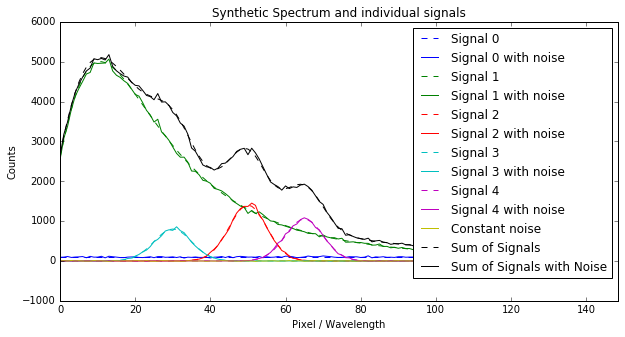 Synthetic Spectrum and individual signals
6000
5000
4000
3000
2000
1000
0
−1000
Counts
0
20
40
60
80
100
120
140
Pixel / Wavelength
Signal 0
Signal 0 with noise
Signal 1
Signal 1 with noise
Signal 2
Signal 2 with noise
Signal 3
Signal 3 with noise
Signal 4
Signal 4 with noise
Constant noise
Sum of Signals
Sum of Signals with Noise